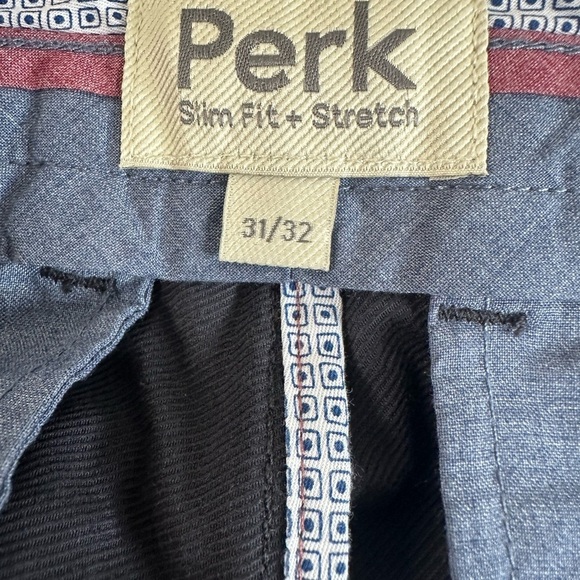 Perk
Slim Fit + Stretch
31/32